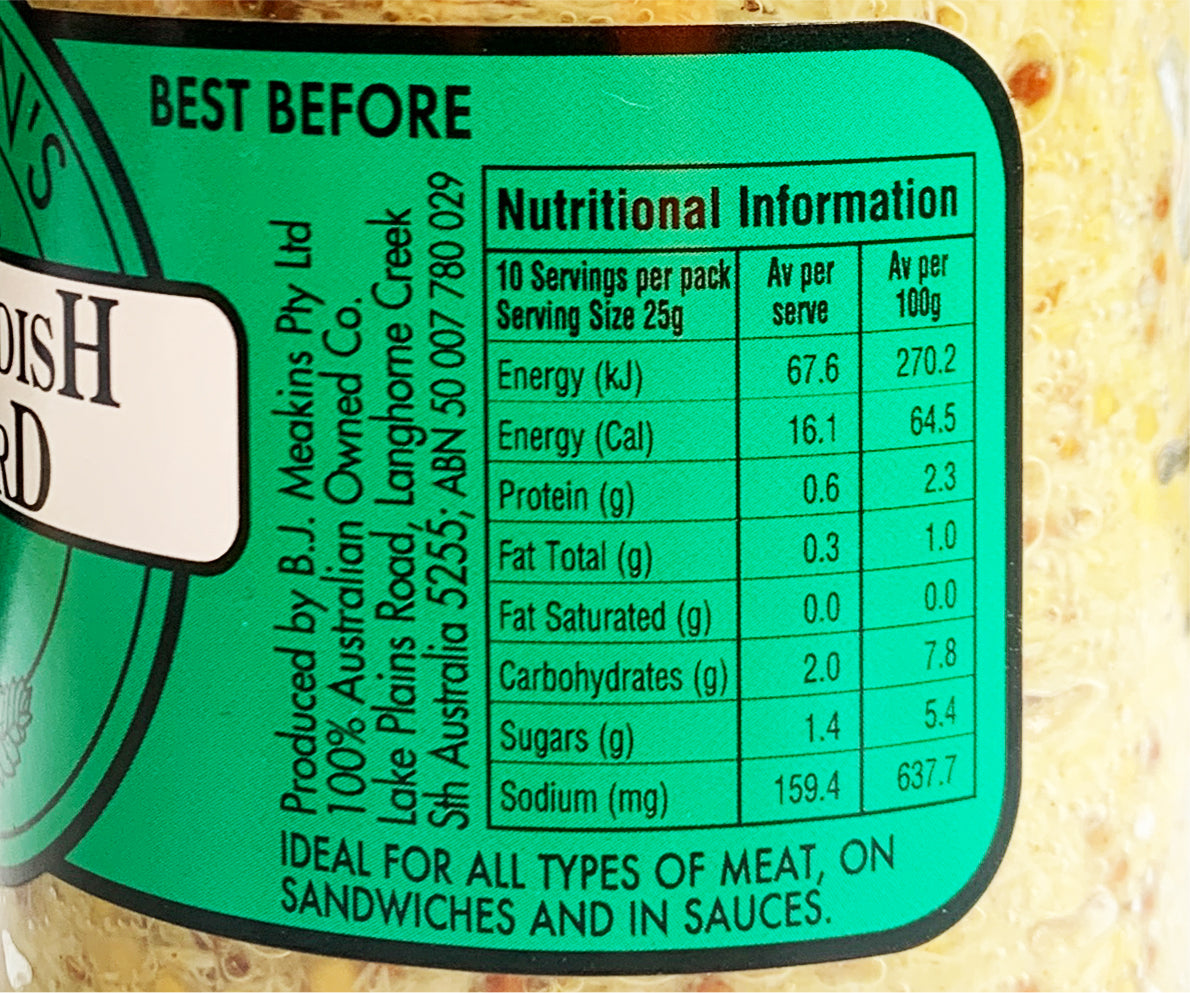 BEST BEFORE
Produced by B.J. Meakins Pty Ltd
100% Australian Owned Co.
Lake Plains Road, Langhorne Creek
Sth Australia 5255; ABN 50 007 780 029
Nutritional Information
10 Servings per pack
Serving Size 25g
Av per serve
Av per 100g
Energy (kJ) 67.6 270.2
Energy (Cal) 16.1 64.5
Protein (g) 0.6 2.3
Fat Total (g) 0.3 1.0
Fat Saturated (g) 0.0 0.0
Carbohydrates (g) 2.0 7.8
Sugars (g) 1.4 5.4
Sodium (mg) 159.4 637.7
IDEAL FOR ALL TYPES OF MEAT, ON
SANDWICHES AND IN SAUCES.